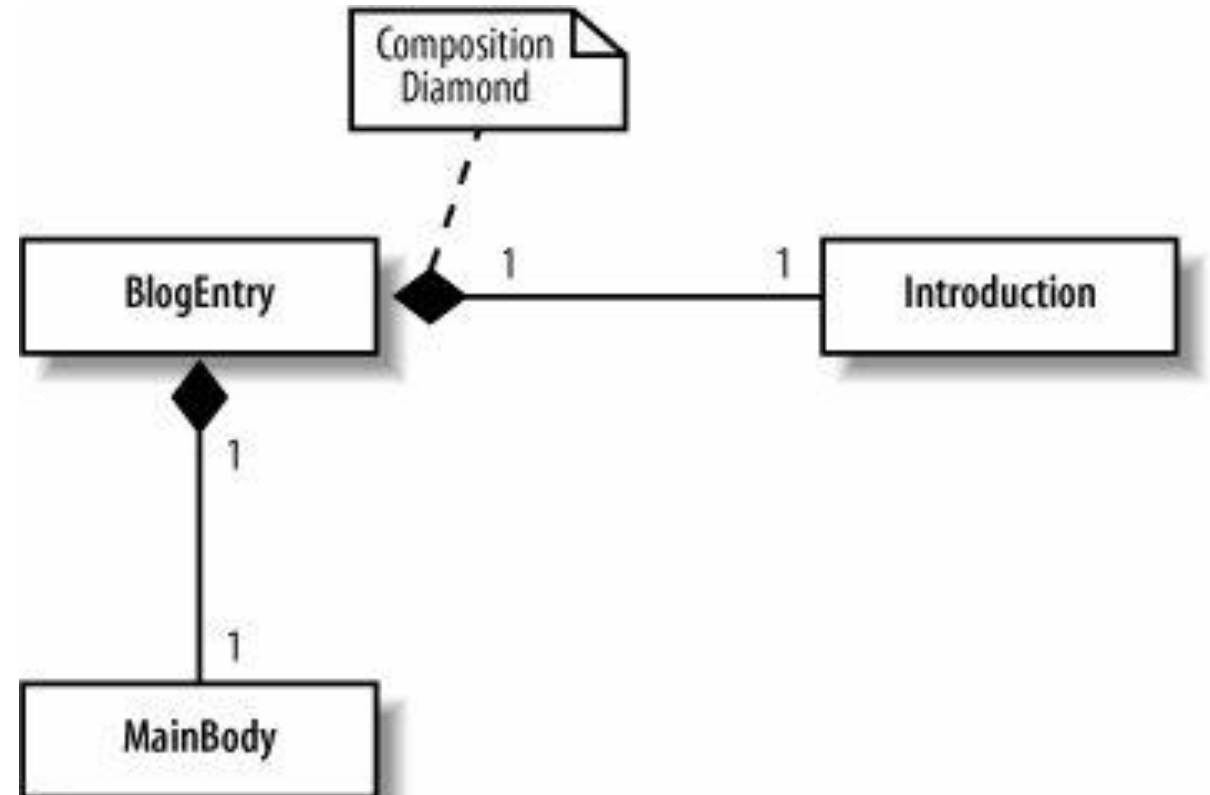 Composition
Diamond
BlogEntry
1
1
Introduction
1
1
MainBody